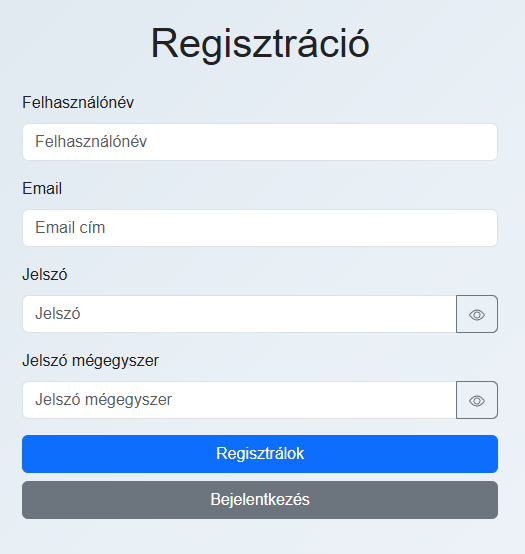 Regisztráció
Felhasználónév
Felhasználónév
Email
Email cím
Jelszó
Jelszó
Jelszó mégegyszer
Jelszó mégegyszer
Regisztrálok
Bejelentkezés